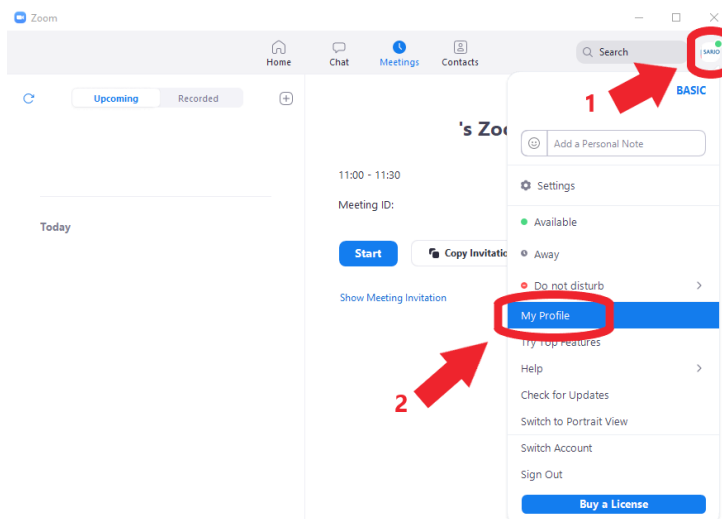 Zoom
Home
Chat
Meetings
Contacts
Search
SARIO
1
BASIC
Upcoming
Recorded
's Zoo
Add a Personal Note
11:00 - 11:30
Settings
Meeting ID:
Today
Available
Start
Copy Invitatio
Away
Do not disturb
Show Meeting Invitation
My Profile
Try Top Features
2
Help
Check for Updates
Switch to Portrait View
Switch Account
Sign Out
Buy a License